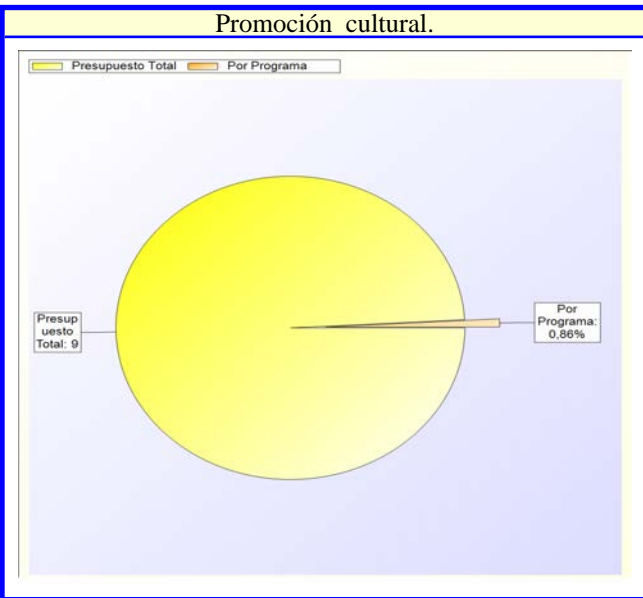 Promoción cultural.
Presupuesto Total Por Programa
Presup
uesto
Total: 9
Por
Programa:
0,86%